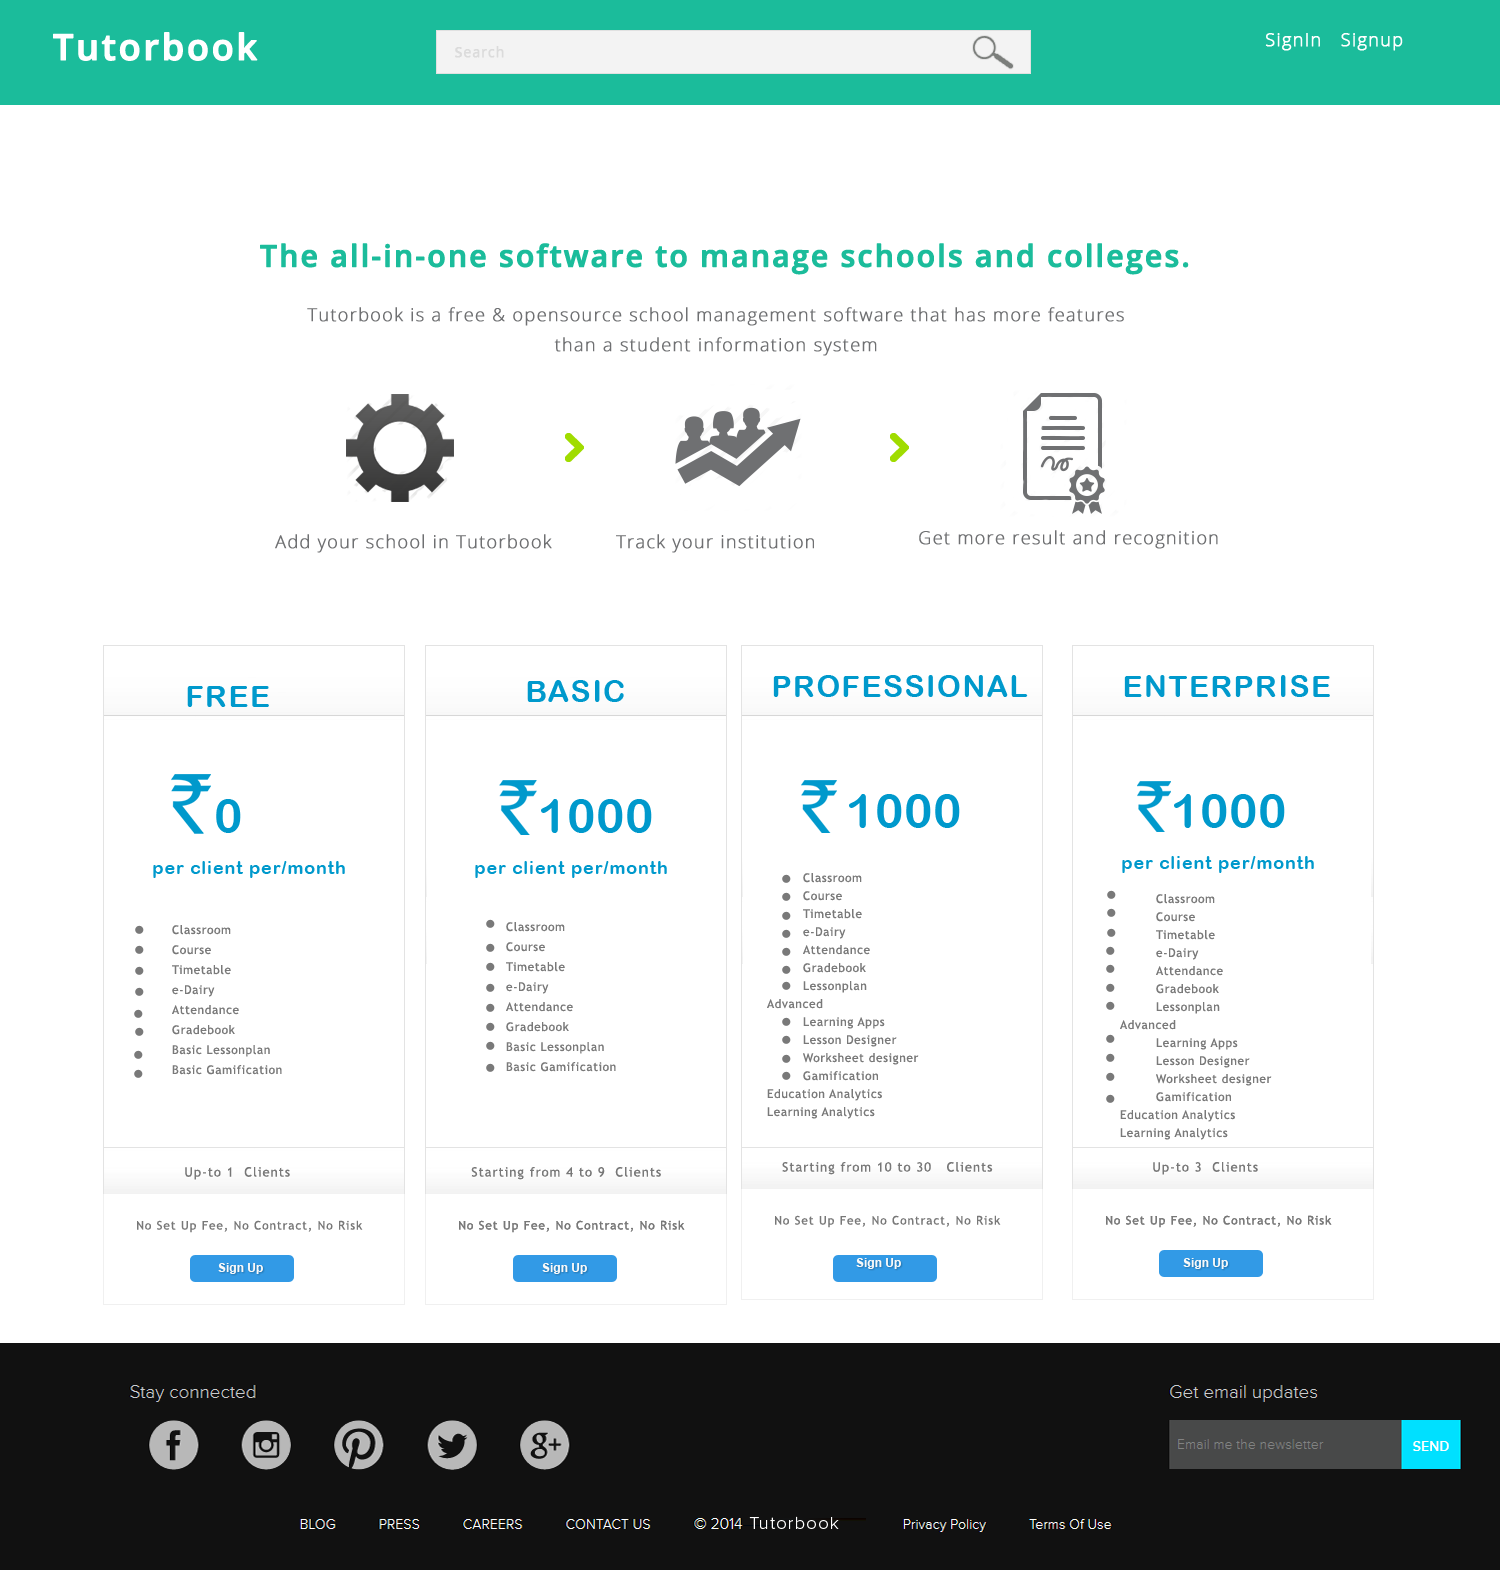 Tutorbook
Search
SignIn Signup
The all-in-one software to manage schools and colleges.
Tutorbook is a free & opensource school management software that has more features
than a student information system
Add your school in Tutorbook
Track your institution
Get more result and recognition
FREE
₹0
per client per/month
Classroom
Course
Timetable
e-Dairy
Attendance
Gradebook
Basic Lessonplan
Basic Gamification
Up-to 1 Clients
No Set Up Fee, No Contract, No Risk
Sign Up
BASIC
₹1000
per client per/month
Classroom
Course
Timetable
e-Dairy
Attendance
Gradebook
Basic Lessonplan
Basic Gamification
Starting from 4 to 9 Clients
No Set Up Fee, No Contract, No Risk
Sign Up
PROFESSIONAL
₹1000
Classroom
Course
Timetable
e-Dairy
Attendance
Gradebook
Lessonplan
Advanced
Learning Apps
Lesson Designer
Worksheet designer
Gamification
Education Analytics
Learning Analytics
Starting from 10 to 30 Clients
No Set Up Fee, No Contract, No Risk
Sign Up
ENTERPRISE
₹1000
per client per/month
Classroom
Course
Timetable
e-Dairy
Attendance
Gradebook
Lessonplan
Advanced
Learning Apps
Lesson Designer
Worksheet designer
Gamification
Education Analytics
Learning Analytics
Up-to 3 Clients
No Set Up Fee, No Contract, No Risk
Sign Up
Stay connected
Get email updates
Email me the newsletter
SEND
BLOG PRESS CAREERS CONTACT US © 2014 Tutorbook Privacy Policy Terms Of Use